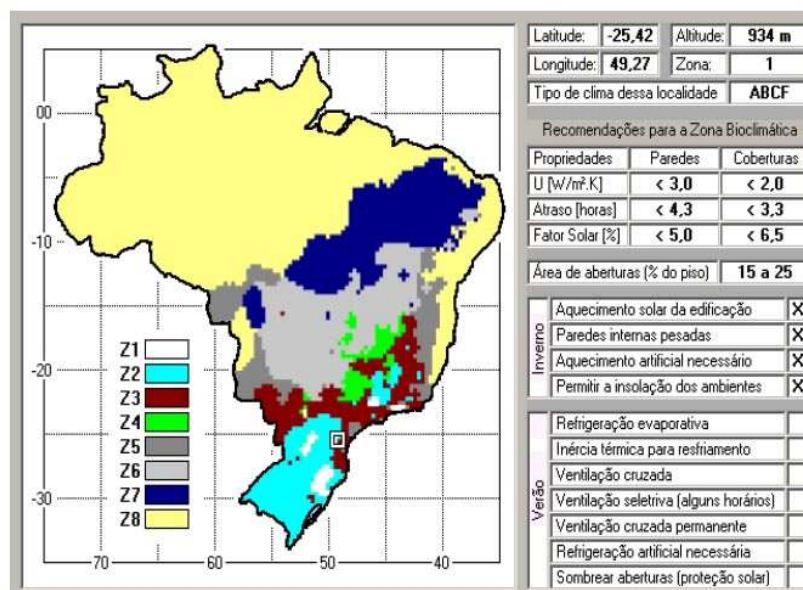 Latitude: -25,42 Altitude: 934 m
Longitude: 49,27 Zona: 1
Tipo de clima dessa localidade ABCF
Recomendações para a Zona Bioclimática
Propriedades Paredes Coberturas
U [W/m².K] < 3,0 < 2,0
Atraso [horas] < 4,3 < 3,3
Fator Solar [%] < 5,0 < 6,5
Área de aberturas (% do piso) 15 a 25
Inverno
Aquecimento solar da edificação X
Paredes internas pesadas X
Aquecimento artificial necessário X
Permitir a insolação dos ambientes X
Verão
Refrigeração evaporativa
Inércia térmica para resfriamento
Ventilação cruzada
Ventilação seletriva (alguns horários)
Ventilação cruzada permanente
Refrigeração artificial necessária
Sombrear aberturas (proteção solar)
00
-10
-20
-30
70 60 50 40
Z1
Z2
Z3
Z4
Z5
Z6
Z7
Z8